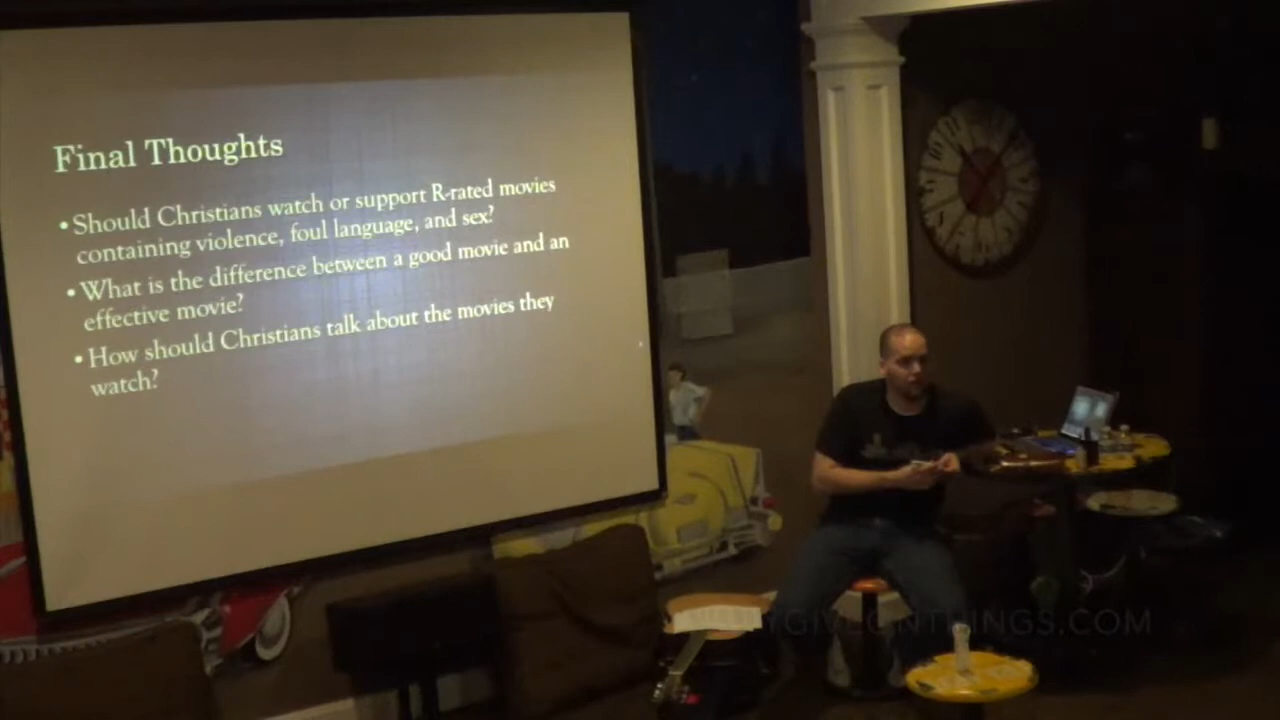 Final Thoughts
•Should Christians watch or support R-rated movies
containing violence, foul language, and sex?
•What is the difference between a good movie and an
effective movie?
•How should Christians talk about the movies they
watch?